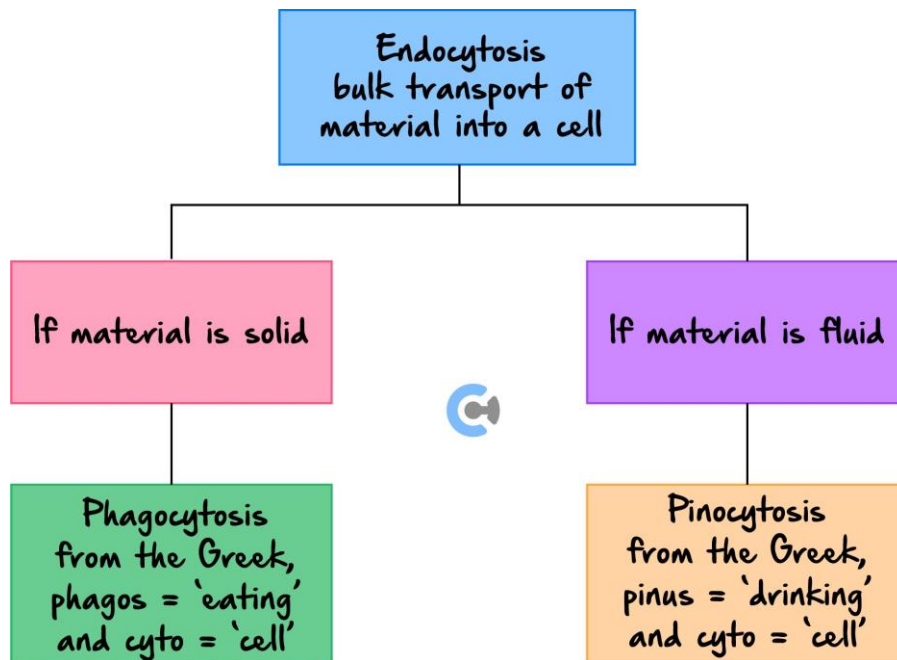 Endocytosis
bulk transport of
material into a cell
If material is solid
If material is fluid
Phagocytosis
from the Greek,
phagos = ‘eating’
and cyto = ‘cell’
Pinocytosis
from the Greek,
pinus = ‘drinking’
and cyto = ‘cell’